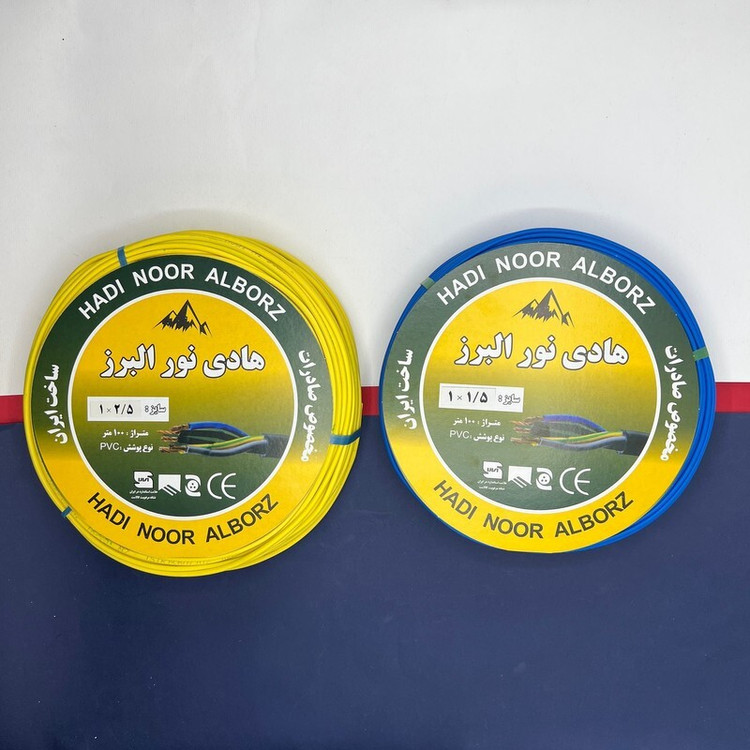 HADI NOOR ALBORZ
هادی نور البرز
ساخت ایران
مخصوص صادرات
سایز: ۱ × ۲/۵
متراژ: ۱۰۰ متر
نوع پوشش: PVC
CE
HADI NOOR ALBORZ
HADI NOOR ALBORZ
هادی نور البرز
ساخت ایران
مخصوص صادرات
سایز: ۱ × ۱/۵
متراژ: ۱۰۰ متر
نوع پوشش: PVC
CE
HADI NOOR ALBORZ